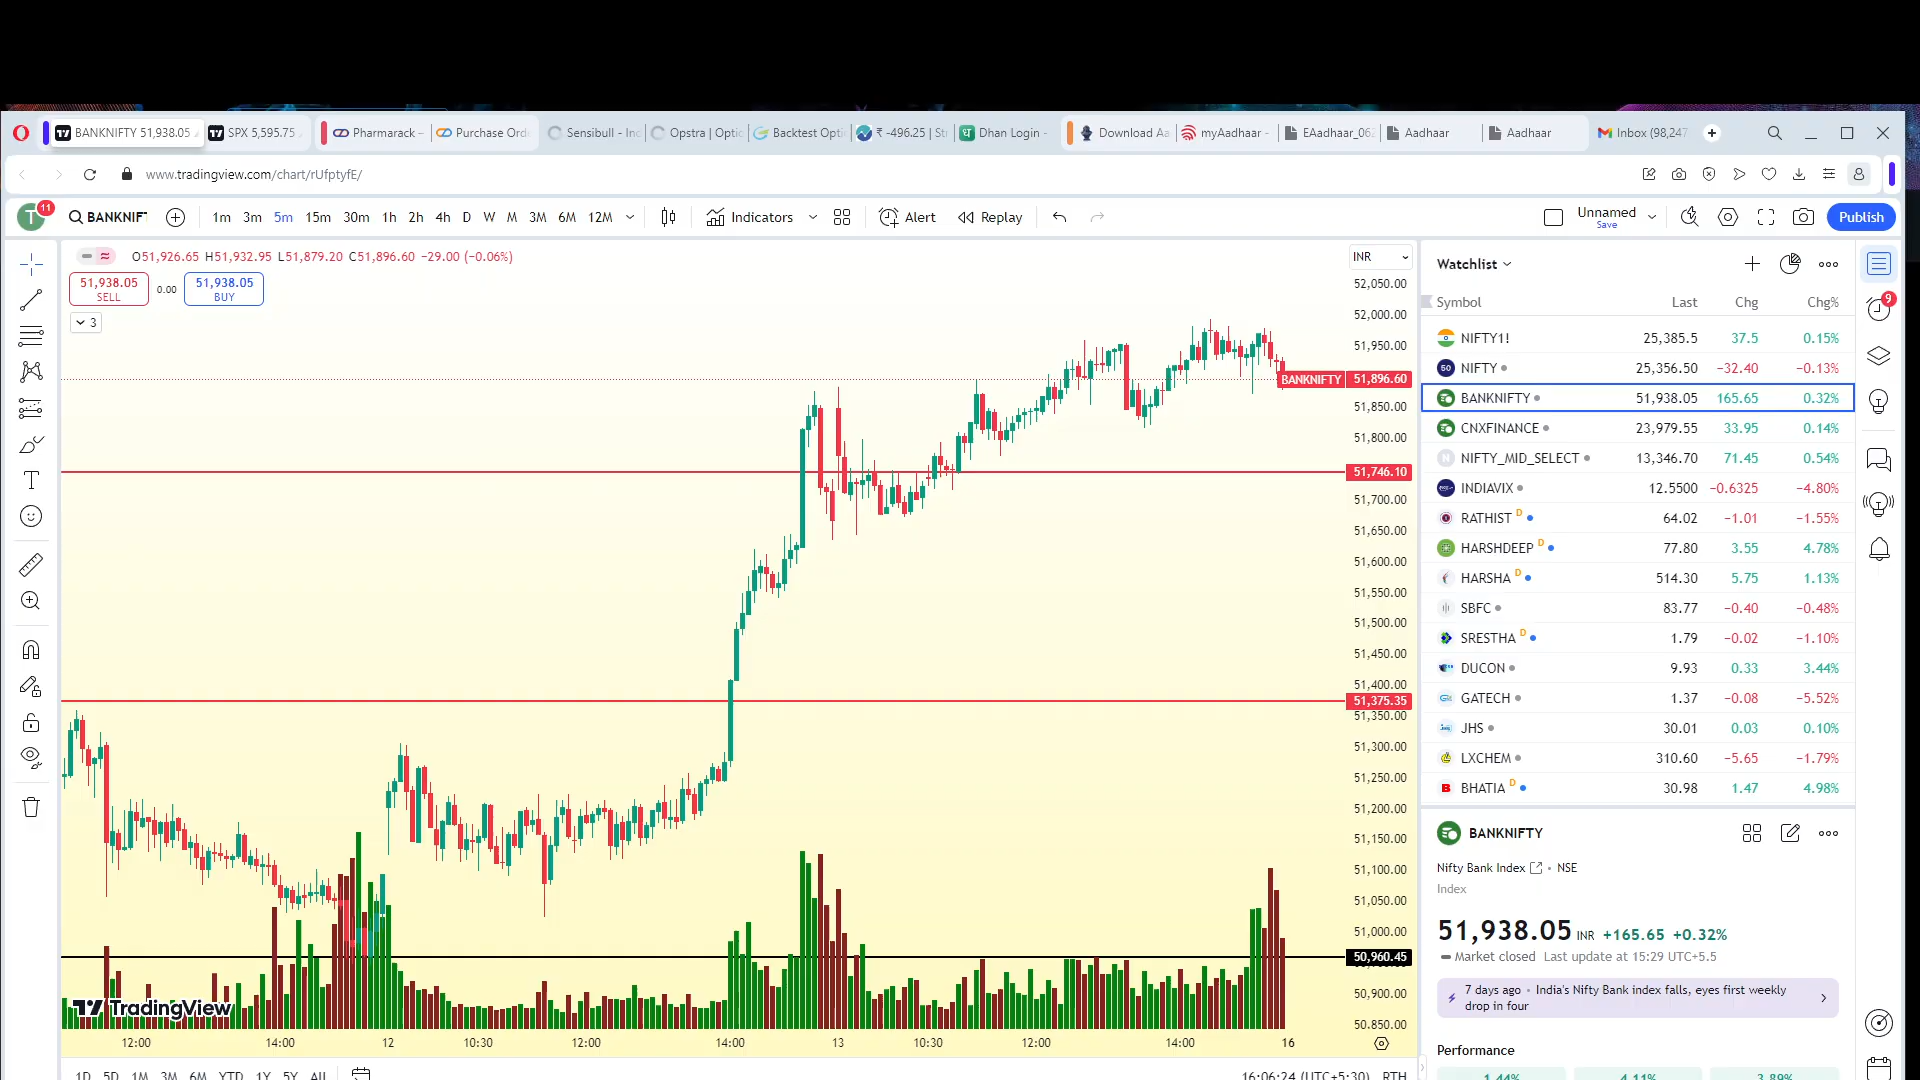 BANKNIFTY 51,938.05
SPX 5,595.75
Pharmarack –
Purchase Ord
Sensibull - In
Opstra | Optic
Backtest Opti
₹ -496.25 | St
Dhan Login -
Download Aa
myAadhaar -
EAadhaar_06
Aadhaar
Aadhaar
Inbox (98,247
www.tradingview.com/chart/rUfptyfE/
T 11
BANKNIF
1m 3m 5m 15m 30m 1h 2h 4h D W M 3M 6M 12M
Indicators
Alert
Replay
Unnamed
Save
Publish
O51,926.65 H51,932.95 L51,879.20 C51,896.60 −29.00 (−0.06%)
51,938.05
SELL
0.00
51,938.05
BUY
3
INR
52,050.00
52,000.00
51,950.00
BANKNIFTY 51,896.60
51,850.00
51,800.00
51,746.10
51,700.00
51,650.00
51,600.00
51,550.00
51,500.00
51,450.00
51,400.00
51,375.35
51,350.00
51,300.00
51,250.00
51,200.00
51,150.00
51,100.00
51,050.00
51,000.00
50,960.45
50,900.00
50,850.00
TradingView
12:00 14:00 12 10:30 12:00 14:00 13 10:30 12:00 14:00 16
1D 5D 1M 3M 6M YTD 1Y 5Y All
16:06:24 (UTC+5:30) RTH
Watchlist
Symbol Last Chg Chg%
NIFTY1! 25,385.5 37.5 0.15%
NIFTY 25,356.50 −32.40 −0.13%
BANKNIFTY 51,938.05 165.65 0.32%
CNXFINANCE 23,979.55 33.95 0.14%
NIFTY_MID_SELECT 13,346.70 71.45 0.54%
INDIAVIX 12.5500 −0.6325 −4.80%
RATHIST D 64.02 −1.01 −1.55%
HARSHDEEP D 77.80 3.55 4.78%
HARSHA D 514.30 5.75 1.13%
SBFC 83.77 −0.40 −0.48%
SRESTHA D 1.79 −0.02 −1.10%
DUCON 9.93 0.33 3.44%
GATECH 1.37 −0.08 −5.52%
JHS 30.01 0.03 0.10%
LXCHEM 310.60 −5.65 −1.79%
BHATIA D 30.98 1.47 4.98%
9
BANKNIFTY
Nifty Bank Index • NSE
Index
51,938.05 INR +165.65 +0.32%
Market closed Last update at 15:29 UTC+5.5
7 days ago • India's Nifty Bank index falls, eyes first weekly
drop in four
Performance
1.44% 4.11% 3.89%